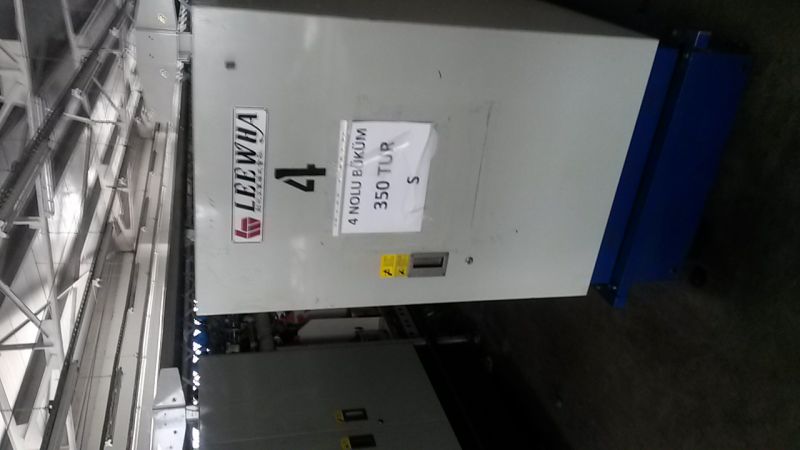 LEEWHA
4
4 NOLU BÜKÜM
350 TUR
S